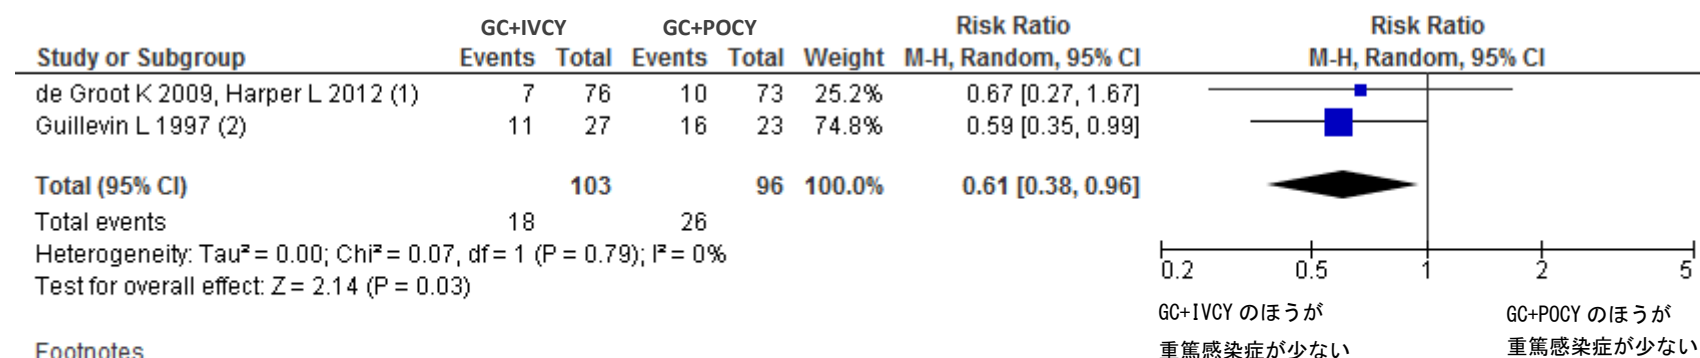 GC+IVCY GC+POCY Risk Ratio Risk Ratio
Study or Subgroup Events Total Events Total Weight M-H, Random, 95% CI M-H, Random, 95% CI
de Groot K 2009, Harper L 2012 (1) 7 76 10 73 25.2% 0.67 [0.27, 1.67]
Guillevin L 1997 (2) 11 27 16 23 74.8% 0.59 [0.35, 0.99]
Total (95% CI) 103 96 100.0% 0.61 [0.38, 0.96]
Total events 18 26
Heterogeneity: Tau² = 0.00; Chi² = 0.07, df = 1 (P = 0.79); I² = 0%
Test for overall effect: Z = 2.14 (P = 0.03)
0.2 0.5 1 2 5
GC+IVCY のほうが GC+POCY のほうが
重篤感染症が少ない 重篤感染症が少ない
Footnotes